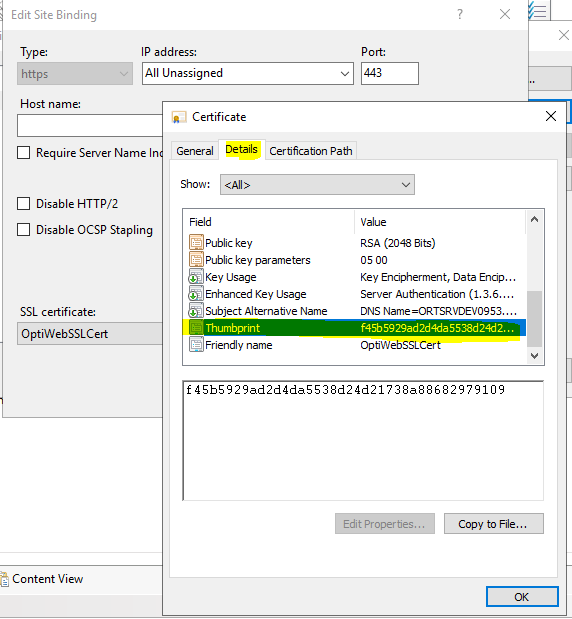 Edit Site Binding
?
Type:
IP address:
Port:
https
All Unassigned
443
Host name:
Require Server Name Ind
Disable HTTP/2
Disable OCSP Stapling
SSL certificate:
OptiWebSSLCert
Certificate
General
Details
Certification Path
Show:
<All>
Field
Value
Public key
RSA (2048 Bits)
Public key parameters
05 00
Key Usage
Key Encipherment, Data Encip...
Enhanced Key Usage
Server Authentication (1.3.6....
Subject Alternative Name
DNS Name=ORTSRVDEV0953....
Thumbprint
f45b5929ad2d4da5538d24d2...
Friendly name
OptiWebSSLCert
f45b5929ad2d4da5538d24d21738a88682979109
Edit Properties...
Copy to File...
OK
Content View